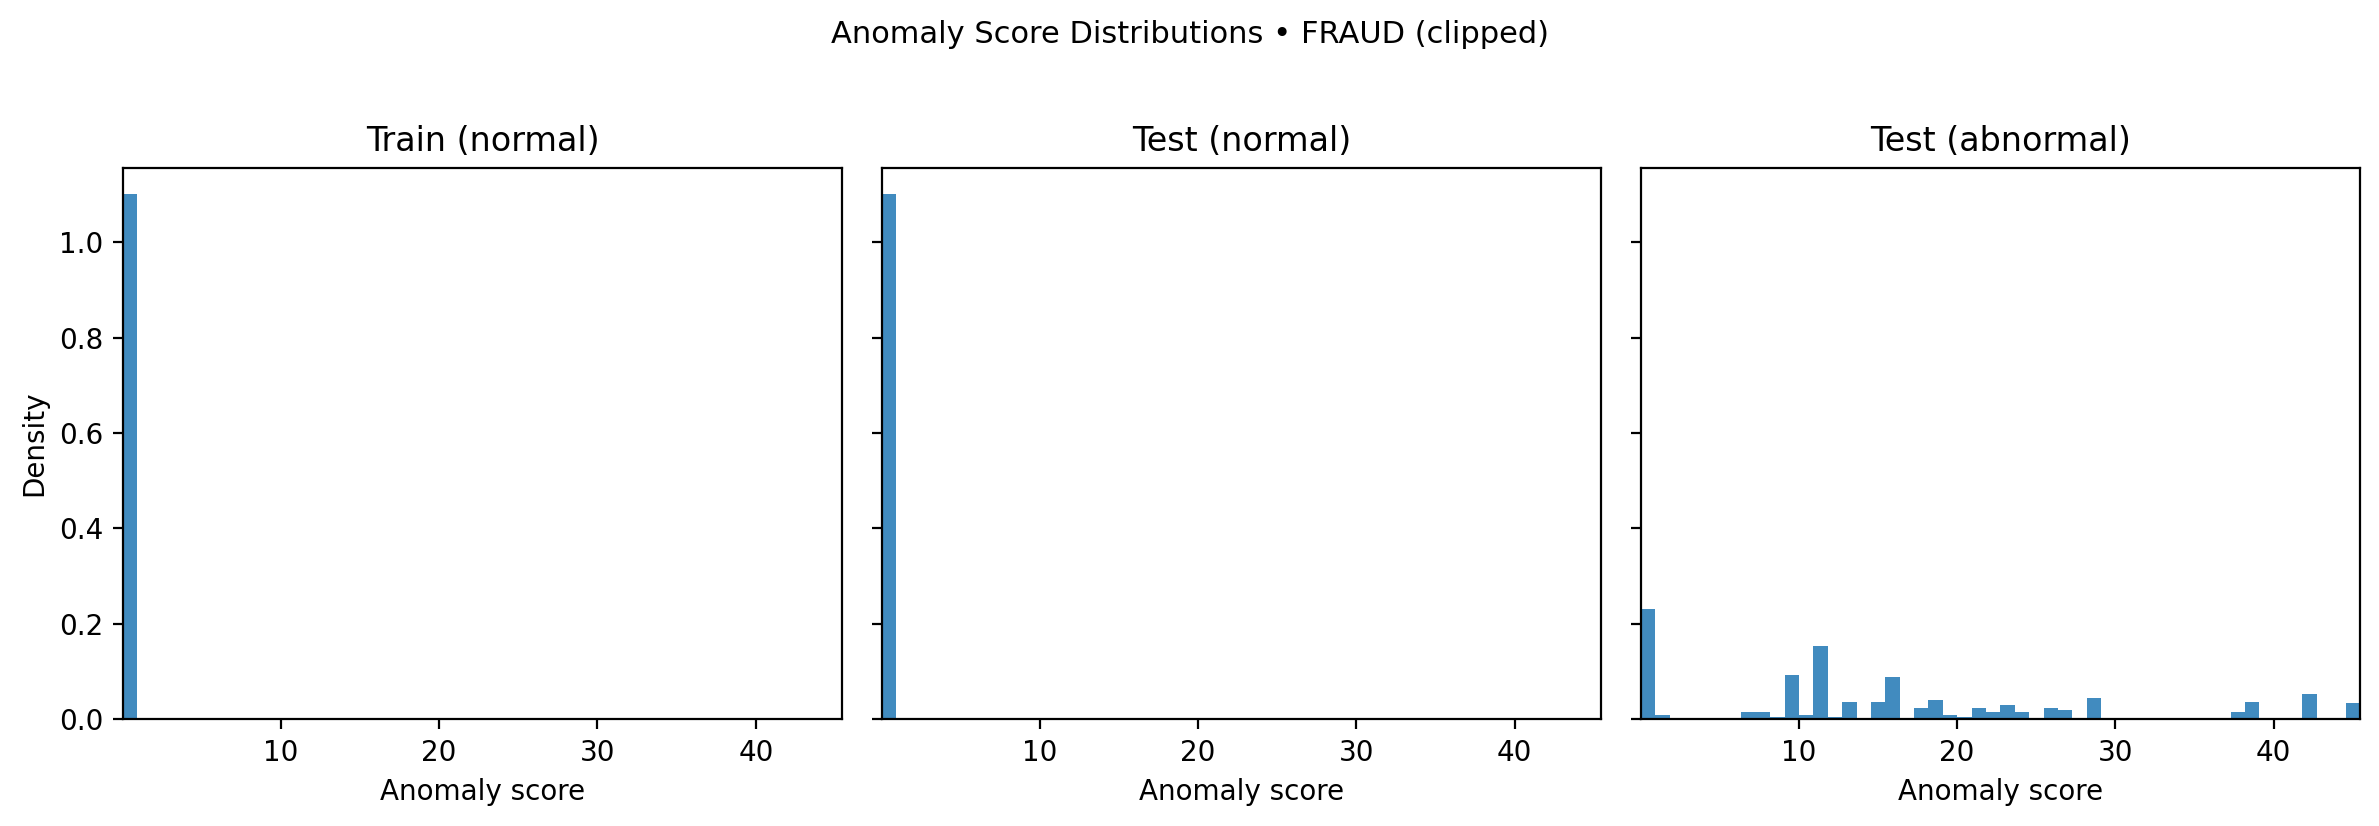 Anomaly Score Distributions • FRAUD (clipped)
Train (normal)
Test (normal)
Test (abnormal)
Density
1.0
0.8
0.6
0.4
0.2
0.0
10 20 30 40
10 20 30 40
10 20 30 40
Anomaly score
Anomaly score
Anomaly score